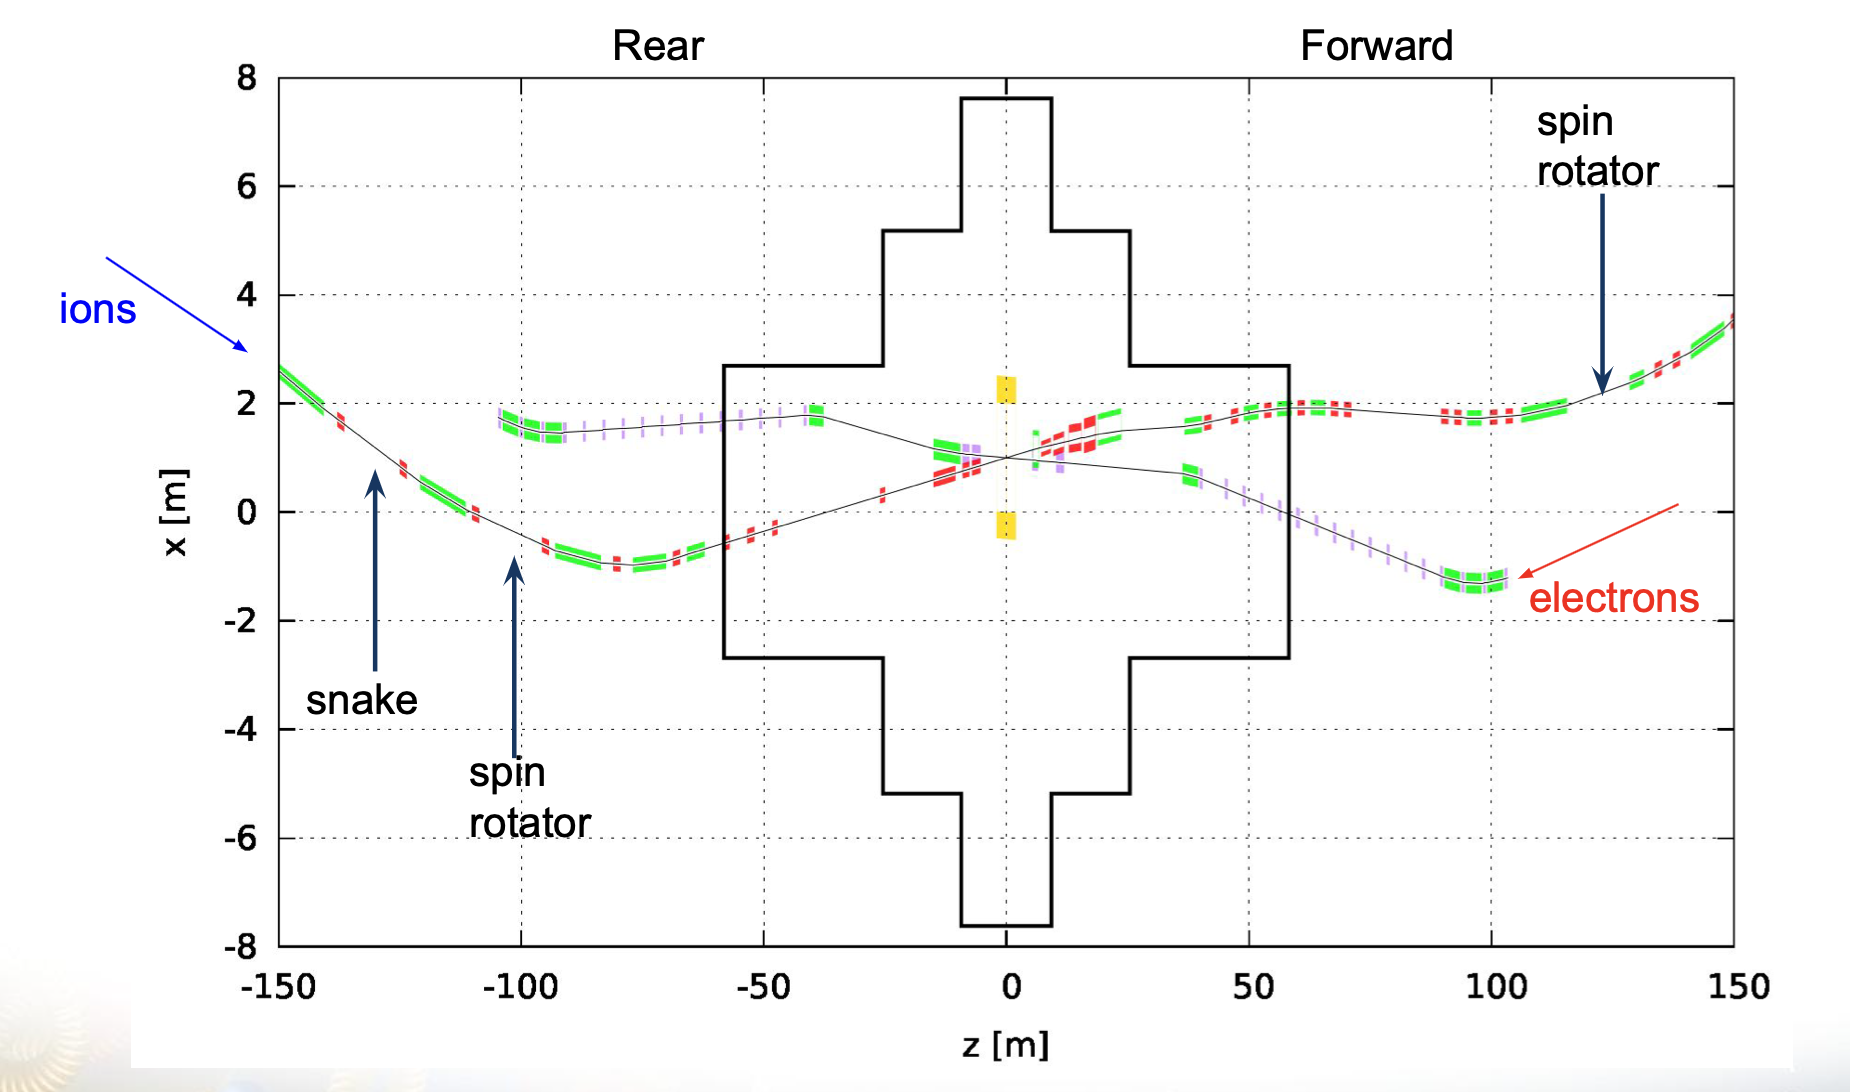 Rear
Forward
8
6
4
2
0
-2
-4
-6
-8
x [m]
-150
-100
-50
0
50
100
150
z [m]
ions
snake
spin
rotator
spin
rotator
electrons